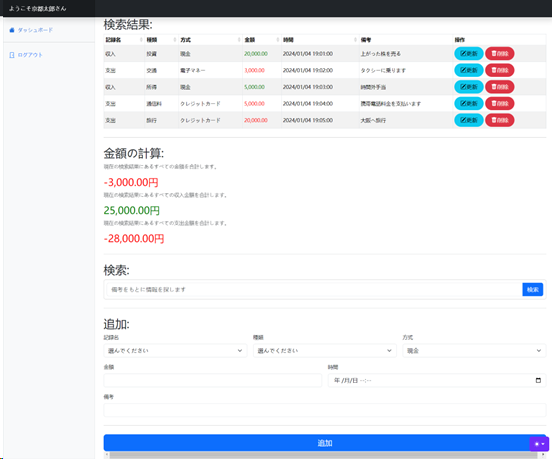 ようこそ京都太郎さん
ダッシュボード
ログアウト
検索結果:
記録名 種類 方式 金額 時間 備考 操作
収入 投資 現金 20,000.00 2024/01/04 19:01:00 上がった株を売る 更新 削除
支出 交通 電子マネー 3,000.00 2024/01/04 19:02:00 タクシーに乗ります 更新 削除
収入 所得 現金 5,000.00 2024/01/04 19:03:00 時間外手当 更新 削除
支出 通信料 クレジットカード 5,000.00 2024/01/04 19:04:00 携帯電話料金を支払います 更新 削除
支出 旅行 クレジットカード 20,000.00 2024/01/04 19:05:00 大阪へ旅行 更新 削除
金額の計算:
現在の検索結果にあるすべての金額を合計します。
-3,000.00円
現在の検索結果にあるすべての収入金額を合計します。
25,000.00円
現在の検索結果にあるすべての支出金額を合計します。
-28,000.00円
検索:
備考をもとに情報を探します 検索
追加:
記録名 種類 方式
選んでください 選んでください 現金
金額 時間
年 /月/日 --:--
備考
追加